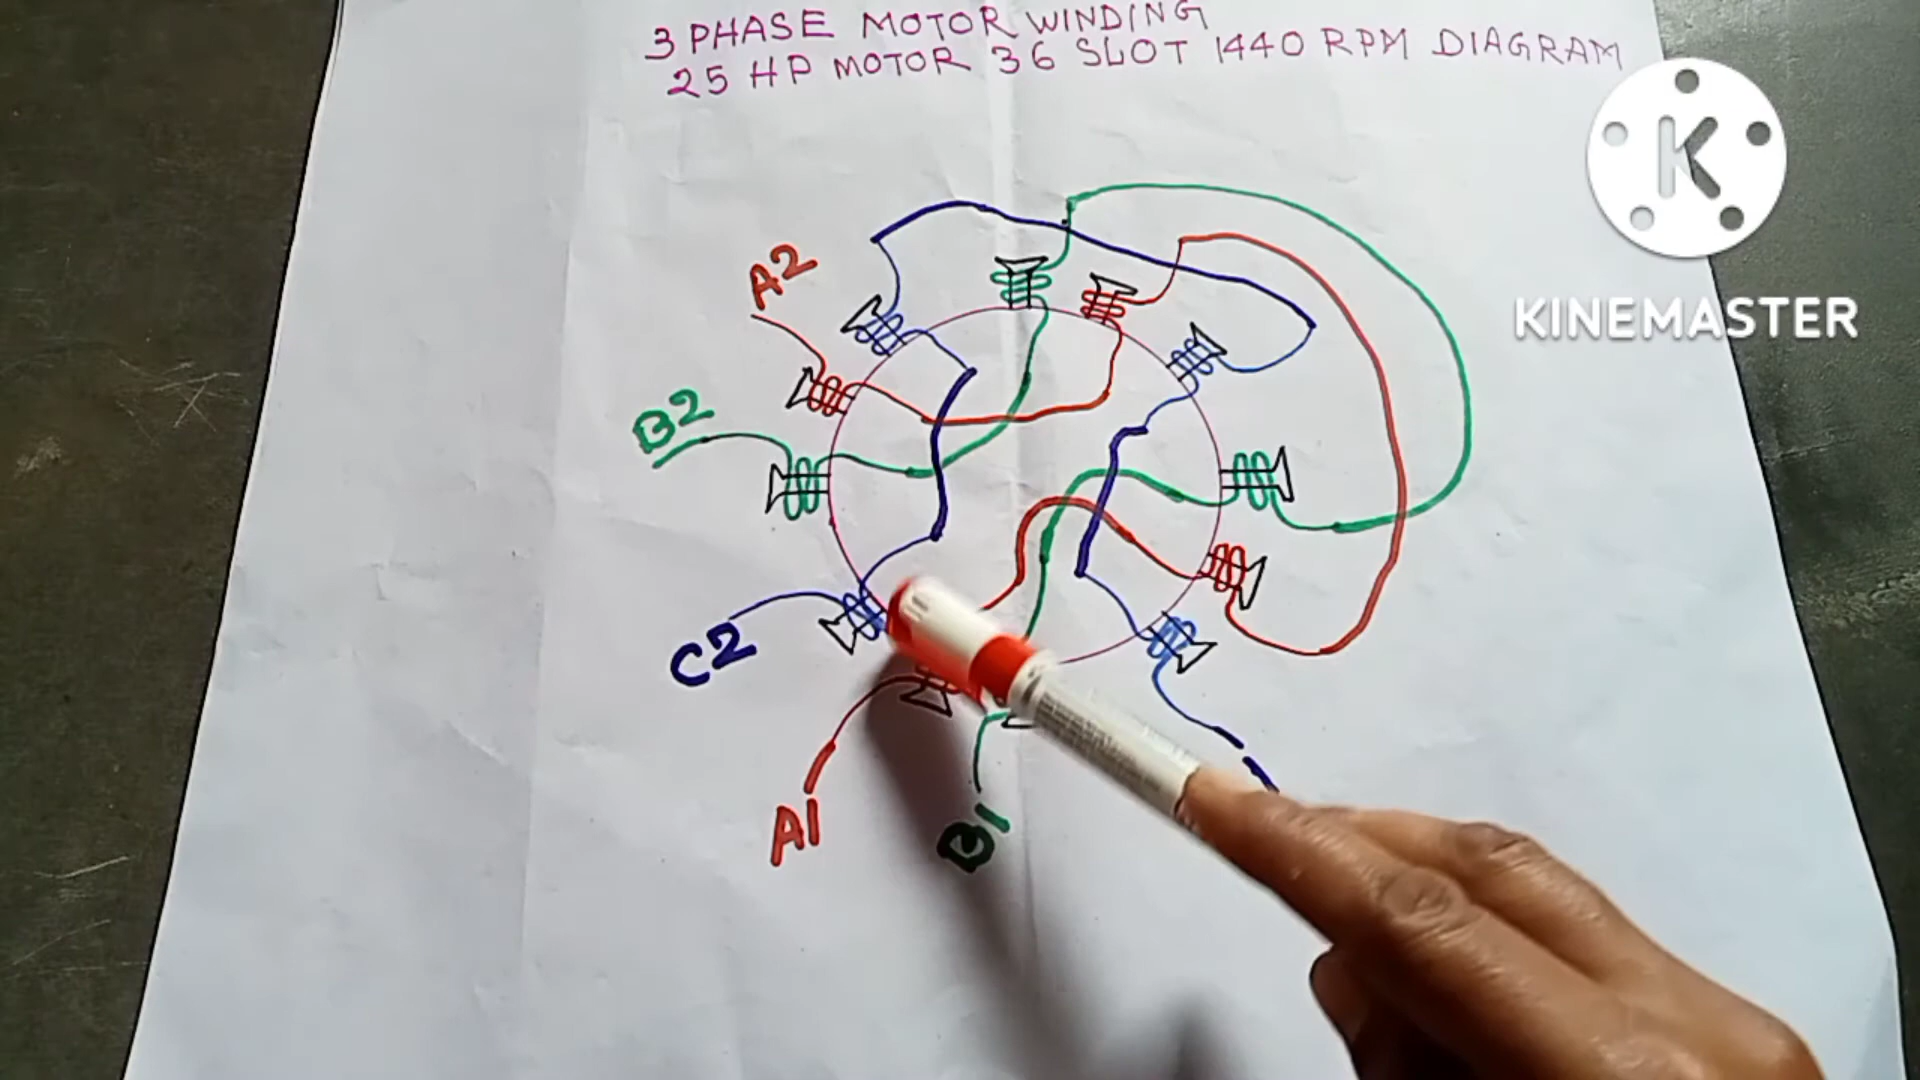 3 PHASE MOTOR WINDING
25 HP MOTOR 36 SLOT 1440 RPM DIAGRAM
K
KINEMASTER
A2
B2
C2
A1
B1